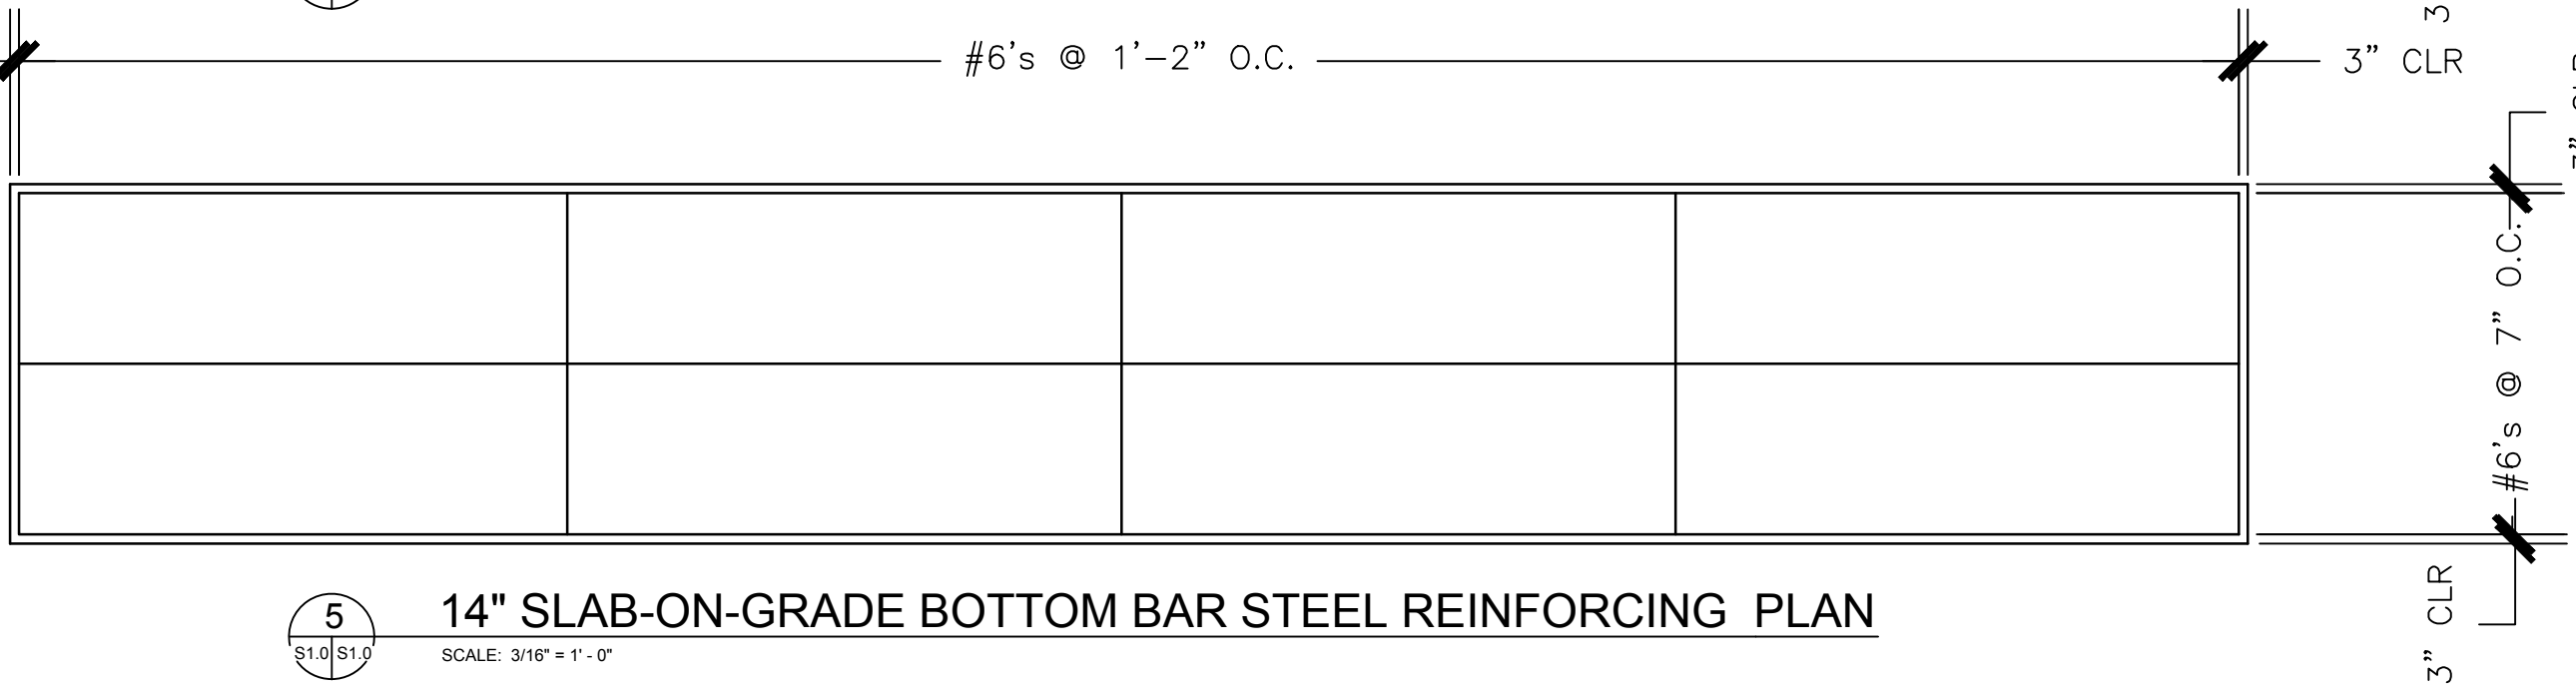 #6's @ 1'-2" O.C.
3" CLR
3
#6's @ 7" O.C.
3" CLR
5
S1.0 S1.0
14" SLAB-ON-GRADE BOTTOM BAR STEEL REINFORCING PLAN
SCALE: 3/16" = 1' - 0"